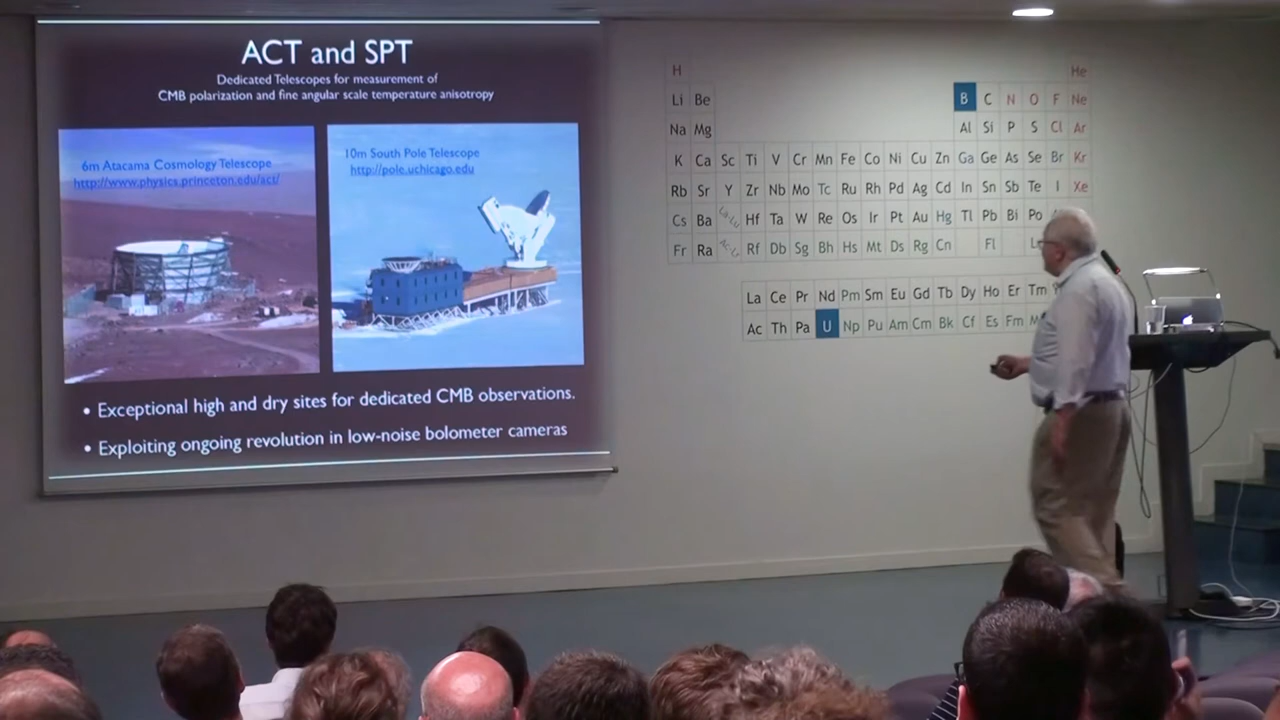 ACT and SPT
Dedicated Telescopes for measurement of
CMB polarization and fine angular scale temperature anisotropy
6m Atacama Cosmology Telescope
http://www.physics.princeton.edu/act/
10m South Pole Telescope
http://pole.uchicago.edu
• Exceptional high and dry sites for dedicated CMB observations.
• Exploiting ongoing revolution in low-noise bolometer cameras
H He
Li Be B C N O F Ne
Na Mg Al Si P S Cl Ar
K Ca Sc Ti V Cr Mn Fe Co Ni Cu Zn Ga Ge As Se Br Kr
Rb Sr Y Zr Nb Mo Tc Ru Rh Pd Ag Cd In Sn Sb Te I Xe
Cs Ba La-Lu Hf Ta W Re Os Ir Pt Au Hg Tl Pb Bi Po
Fr Ra Ac-Lr Rf Db Sg Bh Hs Mt Ds Rg Cn Fl
La Ce Pr Nd Pm Sm Eu Gd Tb Dy Ho Er Tm
Ac Th Pa U Np Pu Am Cm Bk Cf Es Fm